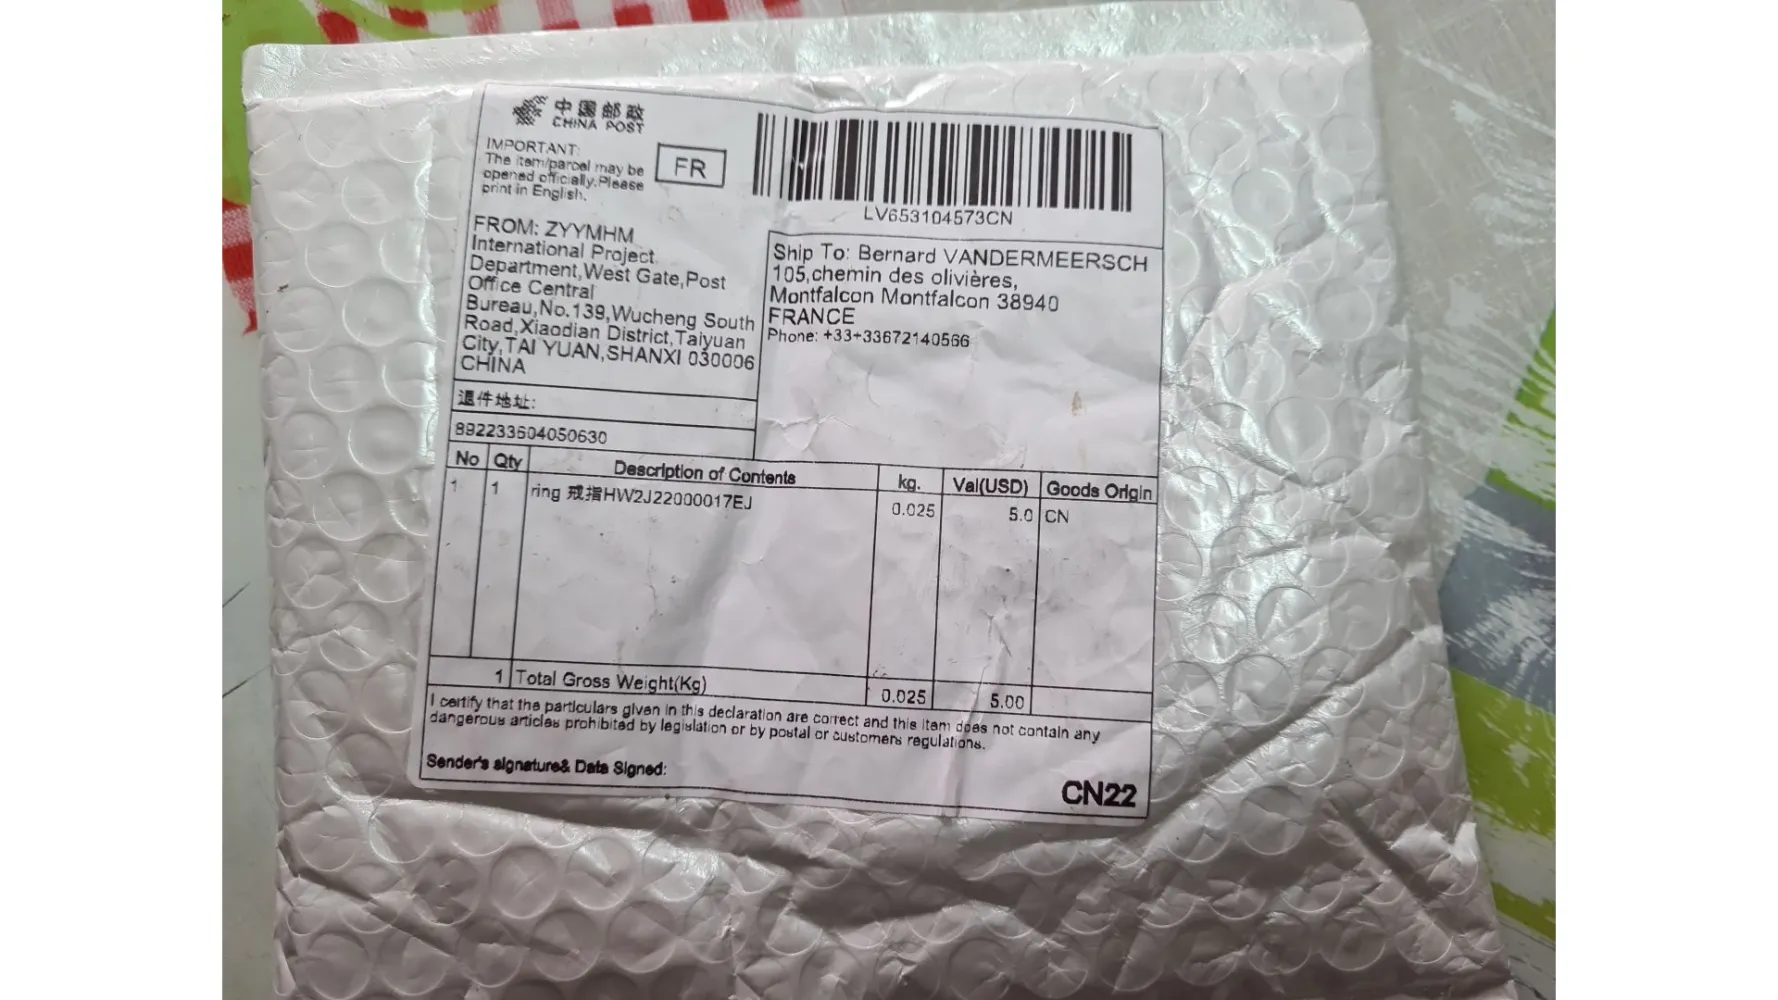 中国邮政
CHINA POST
IMPORTANT:
The item/parcel may be
opened officially.Please
print in English.
FR
LV653104573CN
FROM: ZYYMHM
International Project
Department,West Gate,Post
Office Central
Bureau,No.139,Wucheng South
Road,Xiaodian District,Taiyuan
City,TAI YUAN,SHANXI 030006
CHINA
Ship To: Bernard VANDERMEERSCH
105,chemin des olivières,
Montfalcon Montfalcon 38940
FRANCE
Phone: +33+33672140566
退件地址:
892233604050630
No Qty Description of Contents kg. Val(USD) Goods Origin
1 1 ring 戒指HW2J22000017EJ 0.025 5.0 CN
1 Total Gross Weight(Kg) 0.025 5.00
I certify that the particulars given in this declaration are correct and this item does not contain any
dangerous articles prohibited by legislation or by postal or customers regulations.
Sender's signature& Data Signed:
CN22